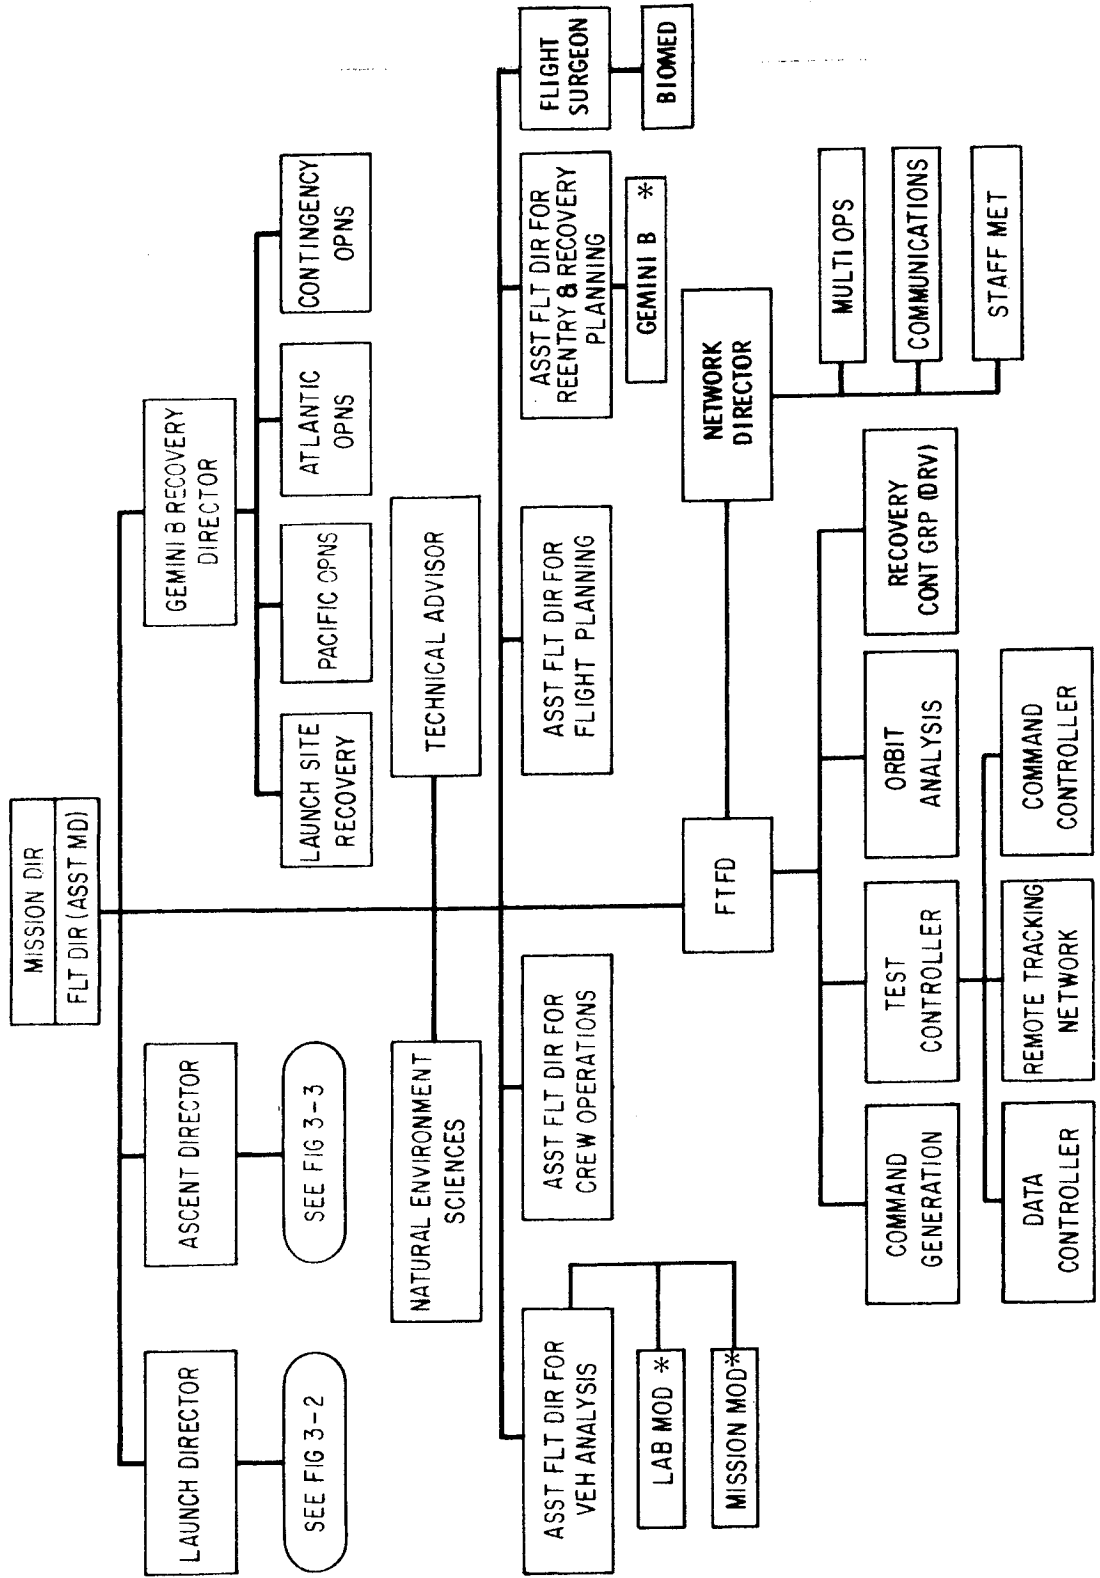 MISSION DIR
FLT DIR (ASST MD)
LAUNCH DIRECTOR
ASCENT DIRECTOR
GEMINI B RECOVERY
DIRECTOR
SEE FIG 3-2
SEE FIG 3-3
LAUNCH SITE
RECOVERY
PACIFIC OPNS
ATLANTIC
OPNS
CONTINGENCY
OPNS
NATURAL ENVIRONMENT
SCIENCES
TECHNICAL ADVISOR
ASST FLT DIR FOR
VEH ANALYSIS
ASST FLT DIR FOR
CREW OPERATIONS
ASST FLT DIR FOR
FLIGHT PLANNING
ASST FLT DIR FOR
REENTRY & RECOVERY
PLANNING
FLIGHT
SURGEON
LAB MOD *
MISSION MOD*
GEMINI B *
BIOMED
FTFD
NETWORK
DIRECTOR
MULTI OPS
COMMUNICATIONS
STAFF MET
COMMAND
GENERATION
TEST
CONTROLLER
ORBIT
ANALYSIS
RECOVERY
CONT GRP (DRV)
DATA
CONTROLLER
REMOTE TRACKING
NETWORK
COMMAND
CONTROLLER